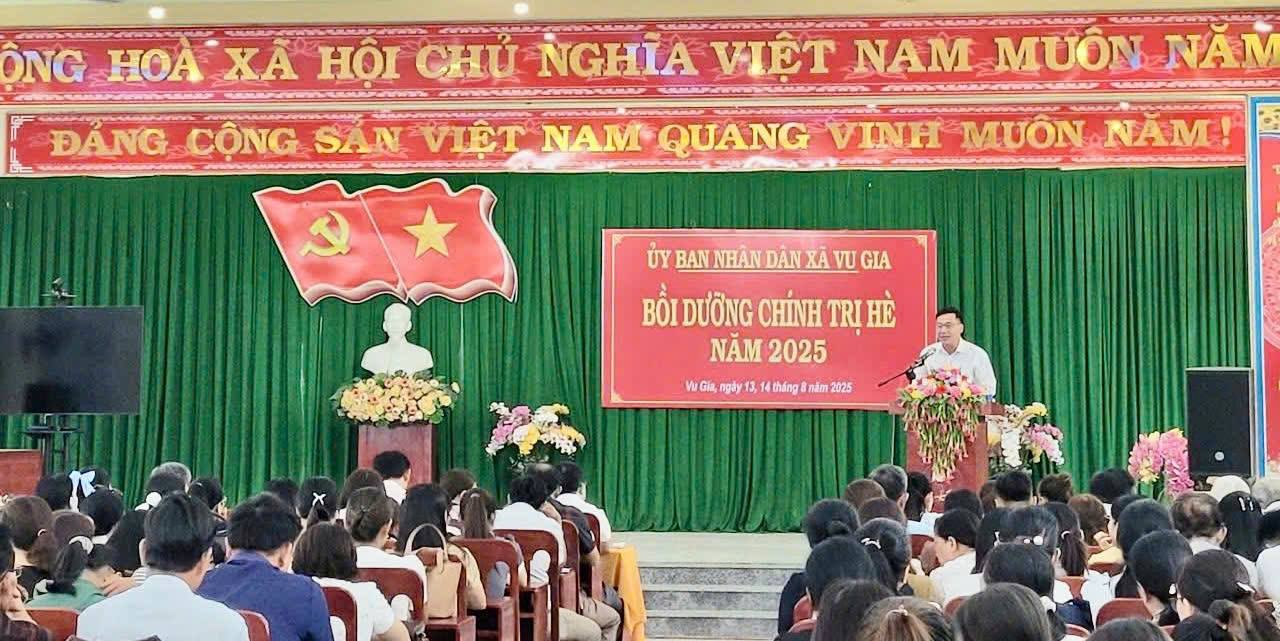 ỘNG HOÀ XÃ HỘI CHỦ NGHĨA VIỆT NAM MUÔN NĂM
ĐẢNG CỘNG SẢN VIỆT NAM QUANG VINH MUÔN NĂM !
ỦY BAN NHÂN DÂN XÃ VU GIA
BỒI DƯỠNG CHÍNH TRỊ HÈ
NĂM 2025
Vu Gia, ngày 13, 14 tháng 8 năm 2025